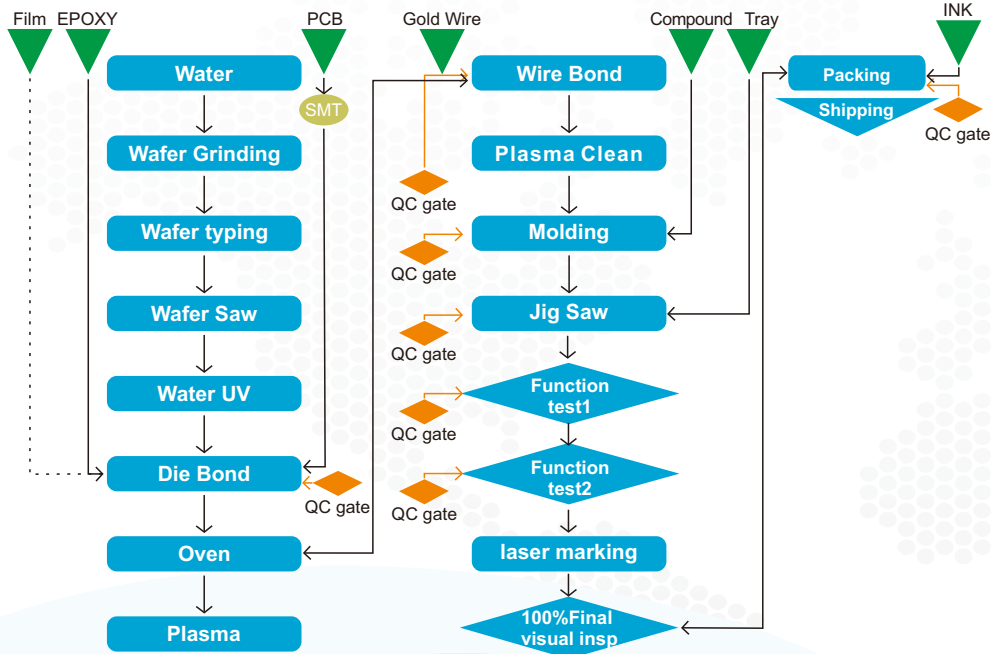 Film EPOXY PCB Gold Wire Compound Tray INK
Water
SMT
Wafer Grinding
Wafer typing
Wafer Saw
Water UV
Die Bond
QC gate
Oven
Plasma
Wire Bond
Plasma Clean
QC gate
Molding
QC gate
Jig Saw
QC gate
Function
test1
QC gate
Function
test2
QC gate
laser marking
100%Final
visual insp
Packing
Shipping
QC gate